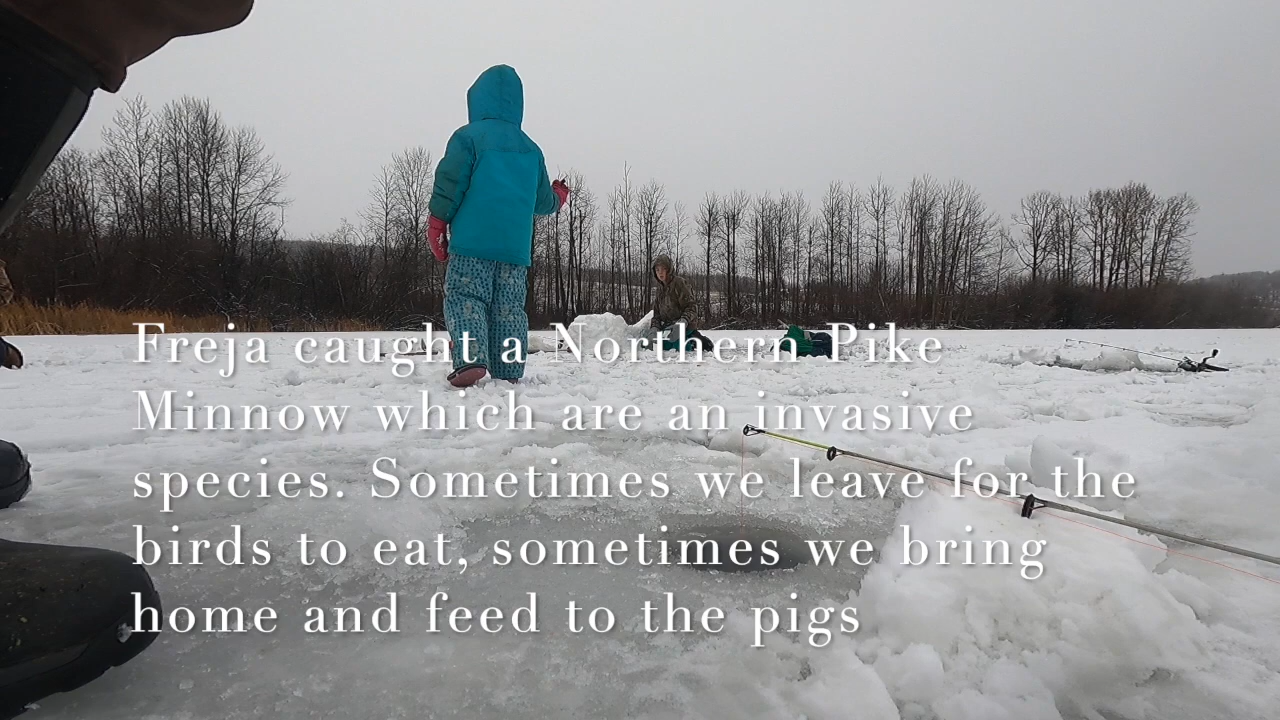 Freja caught a Northern Pike
Minnow which are an invasive
species. Sometimes we leave for the
birds to eat, sometimes we bring
home and feed to the pigs